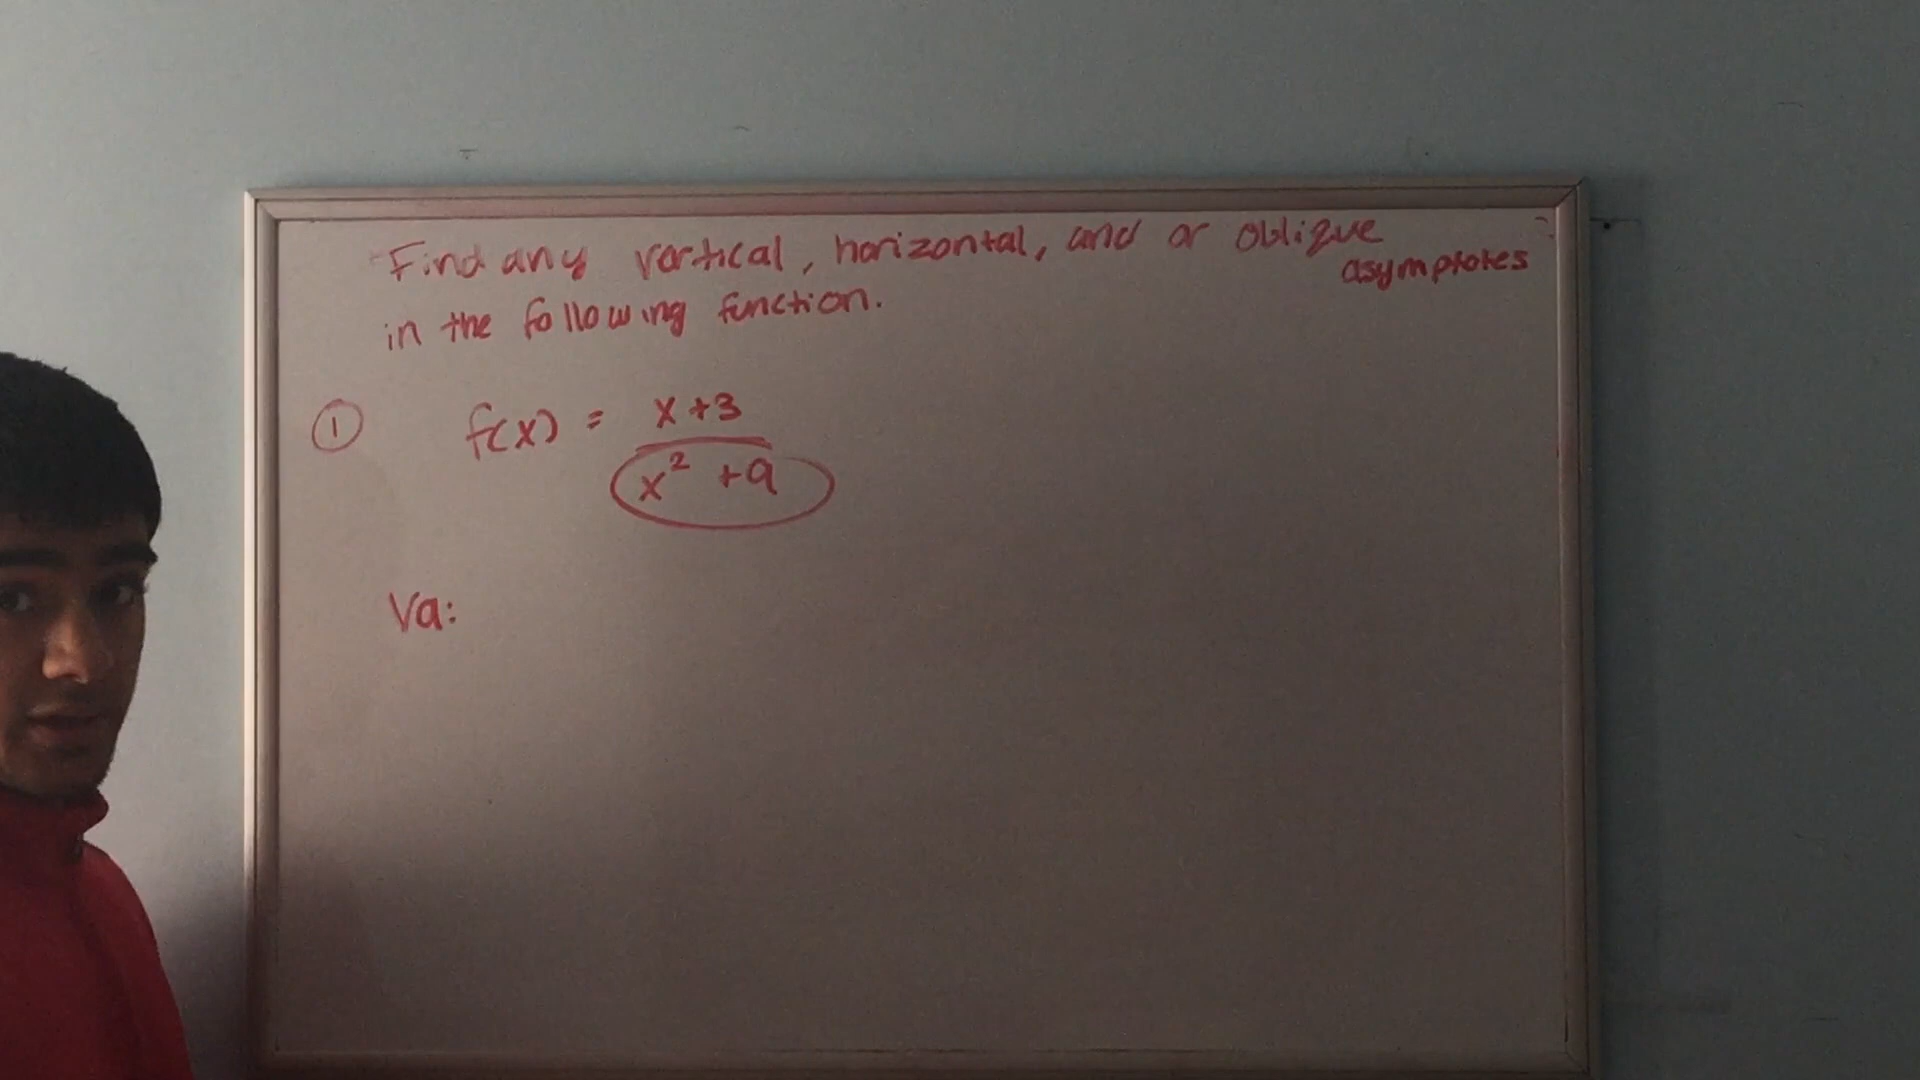 Find any vertical, horizontal, and or oblique
asymptotes
in the following function.
① f(x) = x+3
x² +9
Va: